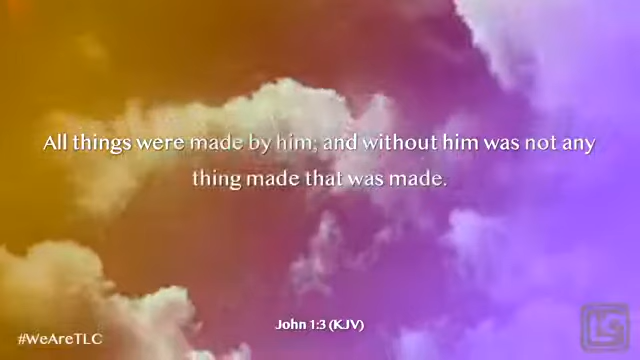 All things were made by him; and without him was not any
thing made that was made.
John 1:3 (KJV)
#WeAreTLC